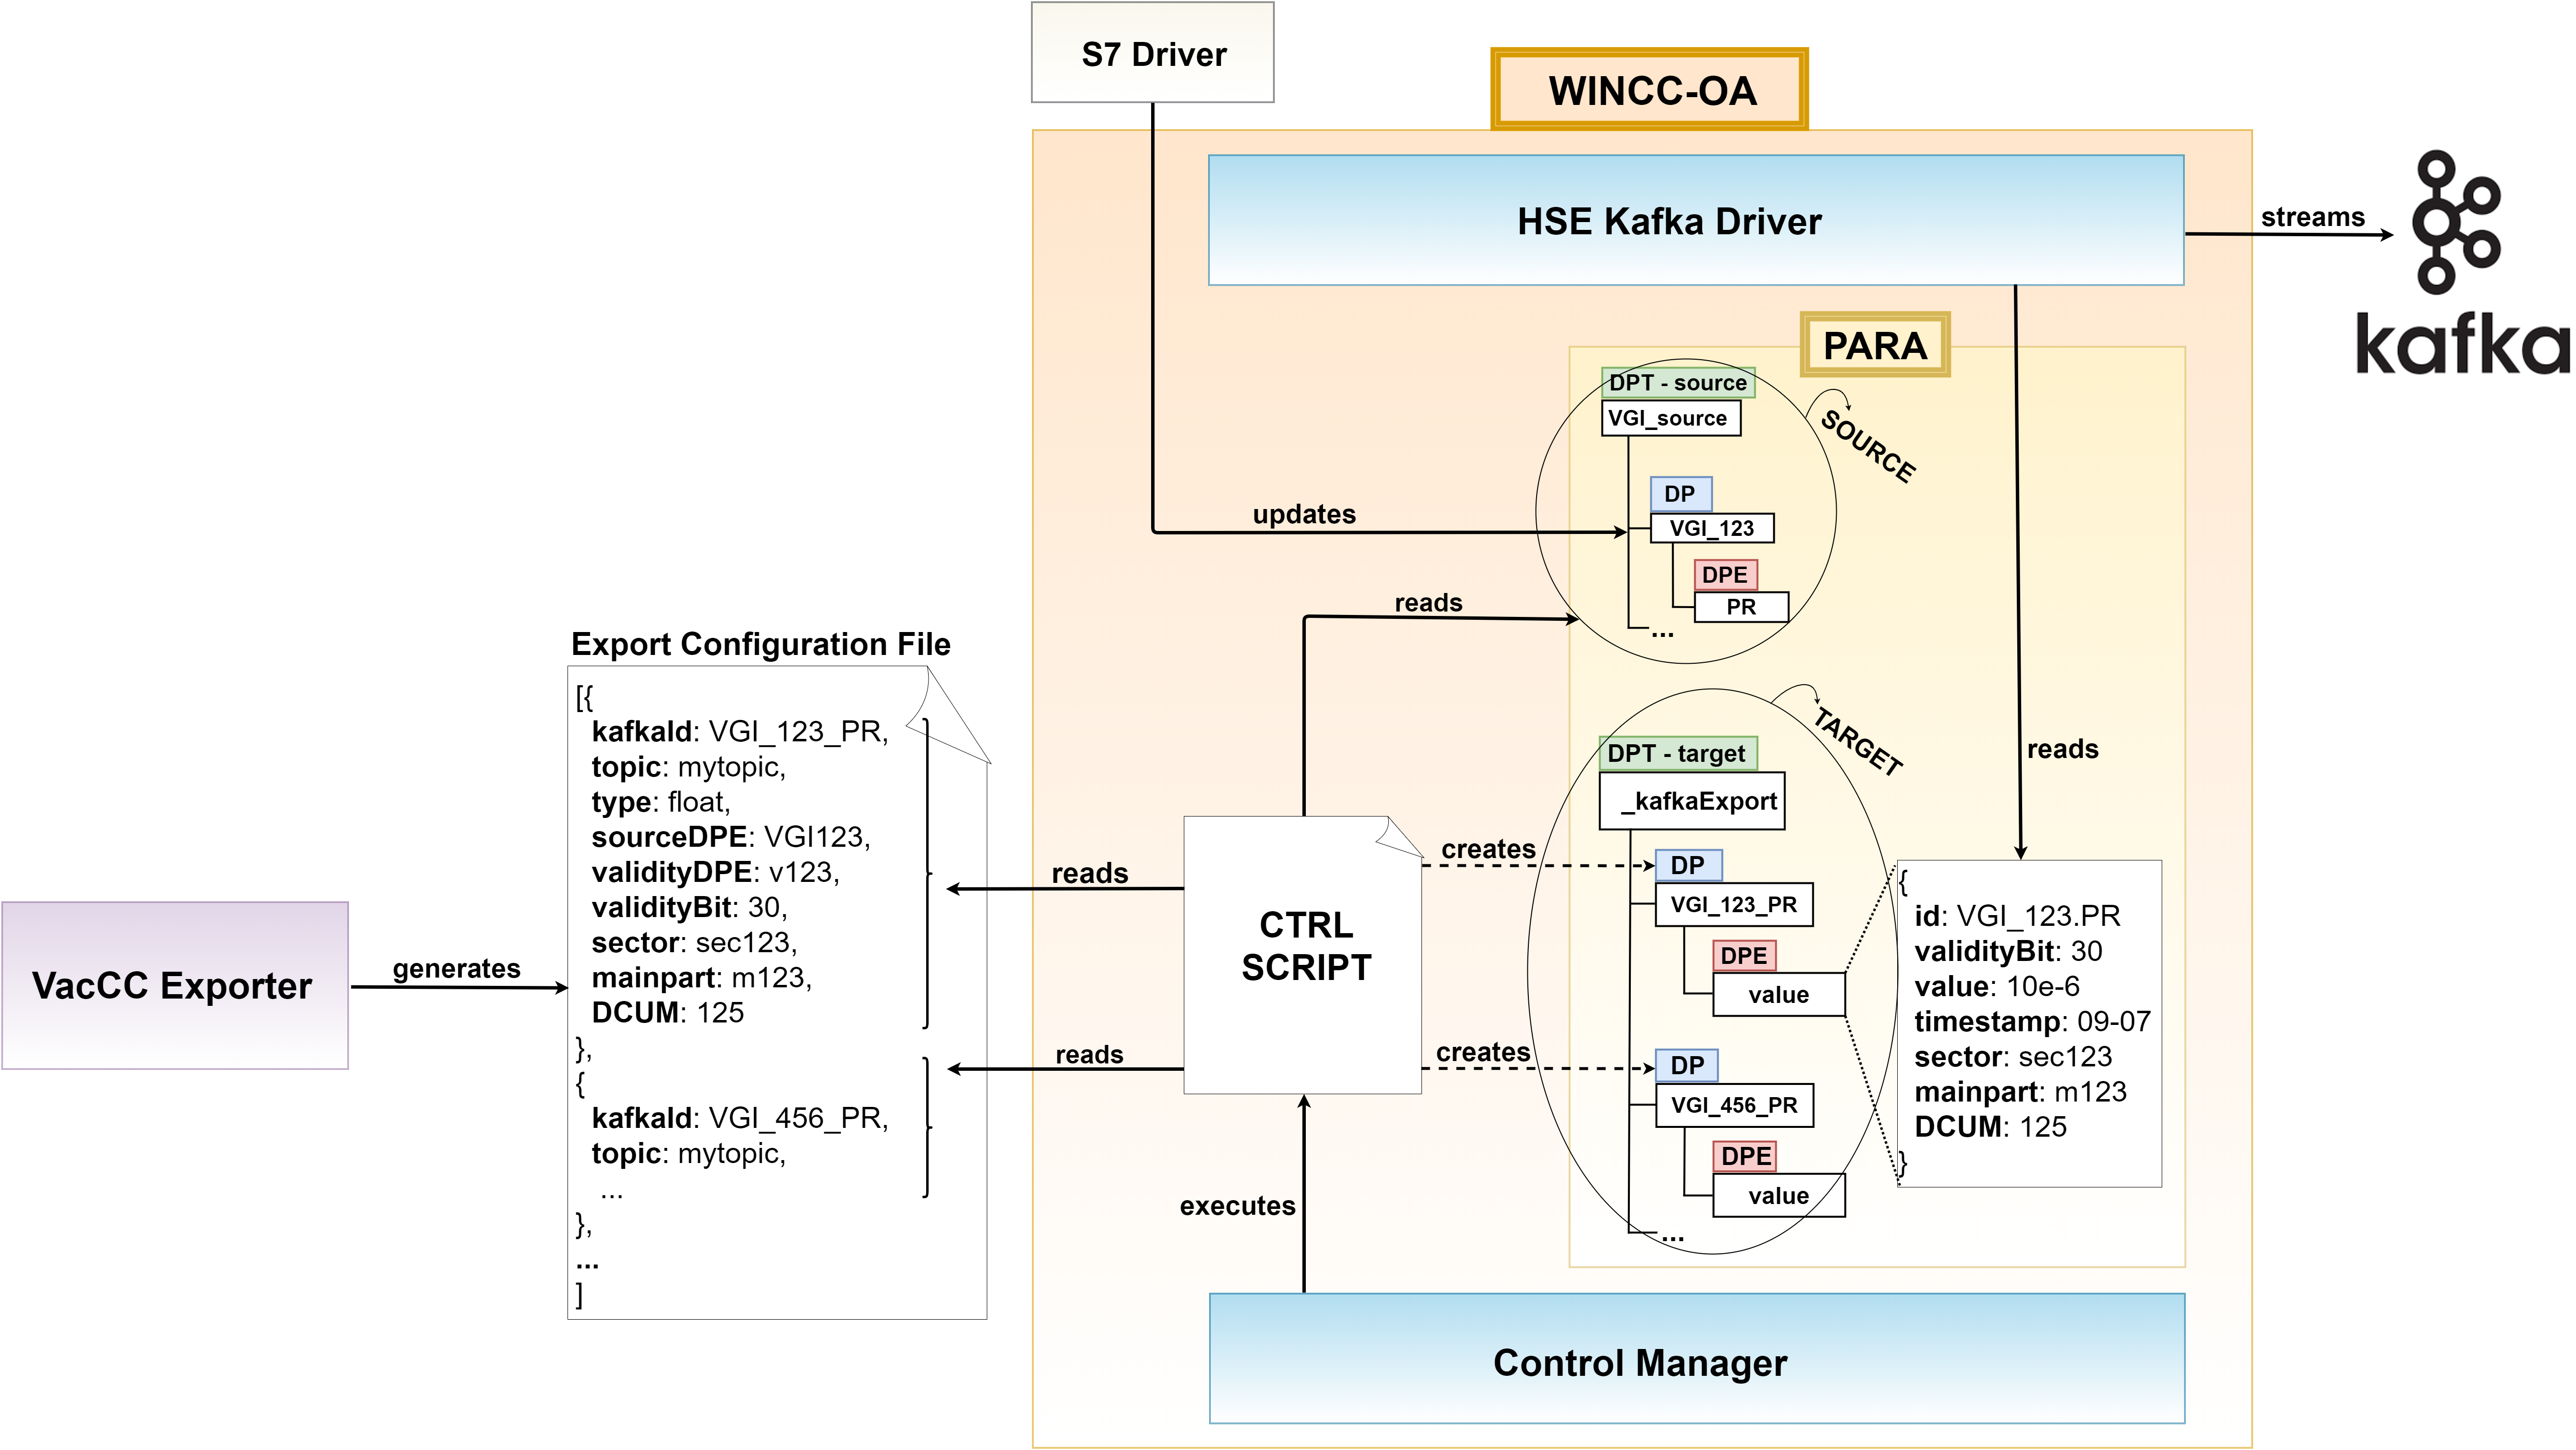 S7 Driver
WINCC-OA
HSE Kafka Driver
streams
kafka
PARA
DPT - source
VGI_source
SOURCE
DP
VGI_123
updates
DPE
PR
...
reads
Export Configuration File
[{
kafkaId: VGI_123_PR,
topic: mytopic,
type: float,
sourceDPE: VGI123,
validityDPE: v123,
validityBit: 30,
sector: sec123,
mainpart: m123,
DCUM: 125
},
{
kafkaId: VGI_456_PR,
topic: mytopic,
...
},
...
]
VacCC Exporter
generates
reads
reads
CTRL
SCRIPT
executes
creates
creates
TARGET
DPT - target
_kafkaExport
DP
VGI_123_PR
DPE
value
DP
VGI_456_PR
DPE
value
...
reads
{
id: VGI_123.PR
validityBit: 30
value: 10e-6
timestamp: 09-07
sector: sec123
mainpart: m123
DCUM: 125
}
Control Manager